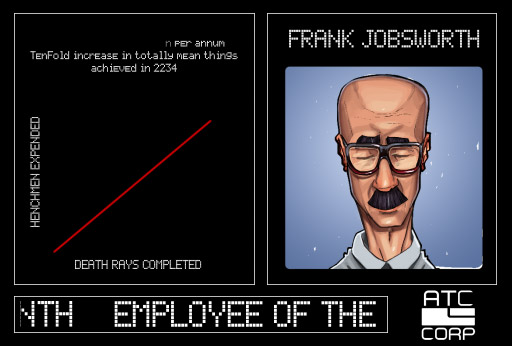 n per annum
TenFold increase in totally mean things
achieved in 2234
HENCHMEN EXPENDED
DEATH RAYS COMPLETED
FRANK JOBSWORTH
NTH EMPLOYEE OF THE
ATC
CORP